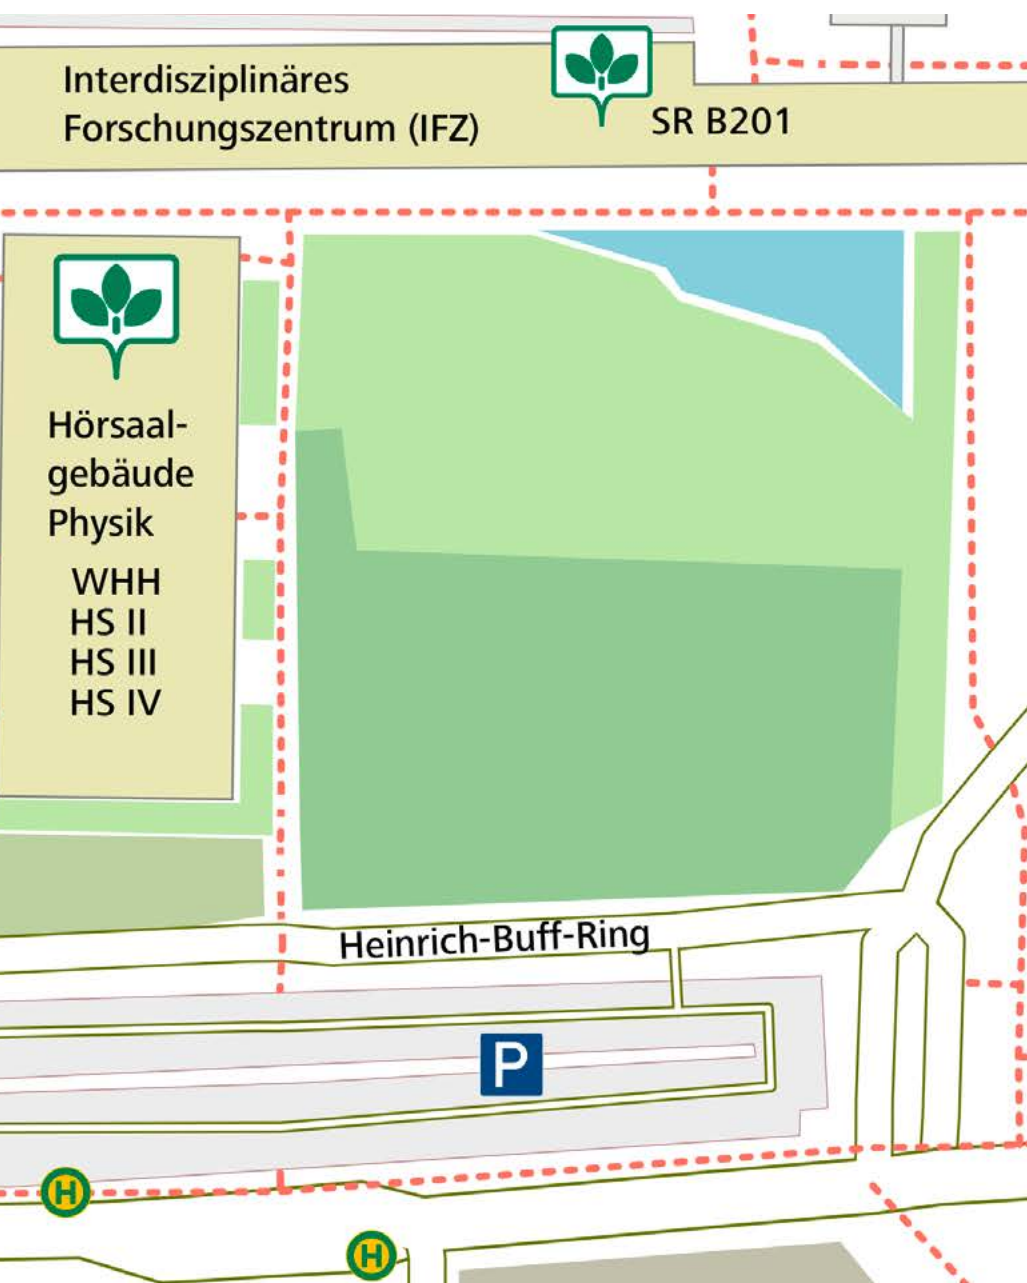 Interdisziplinäres
Forschungszentrum (IFZ)
SR B201
Hörsaal-
gebäude
Physik
WHH
HS II
HS III
HS IV
Heinrich-Buff-Ring
P
H
H